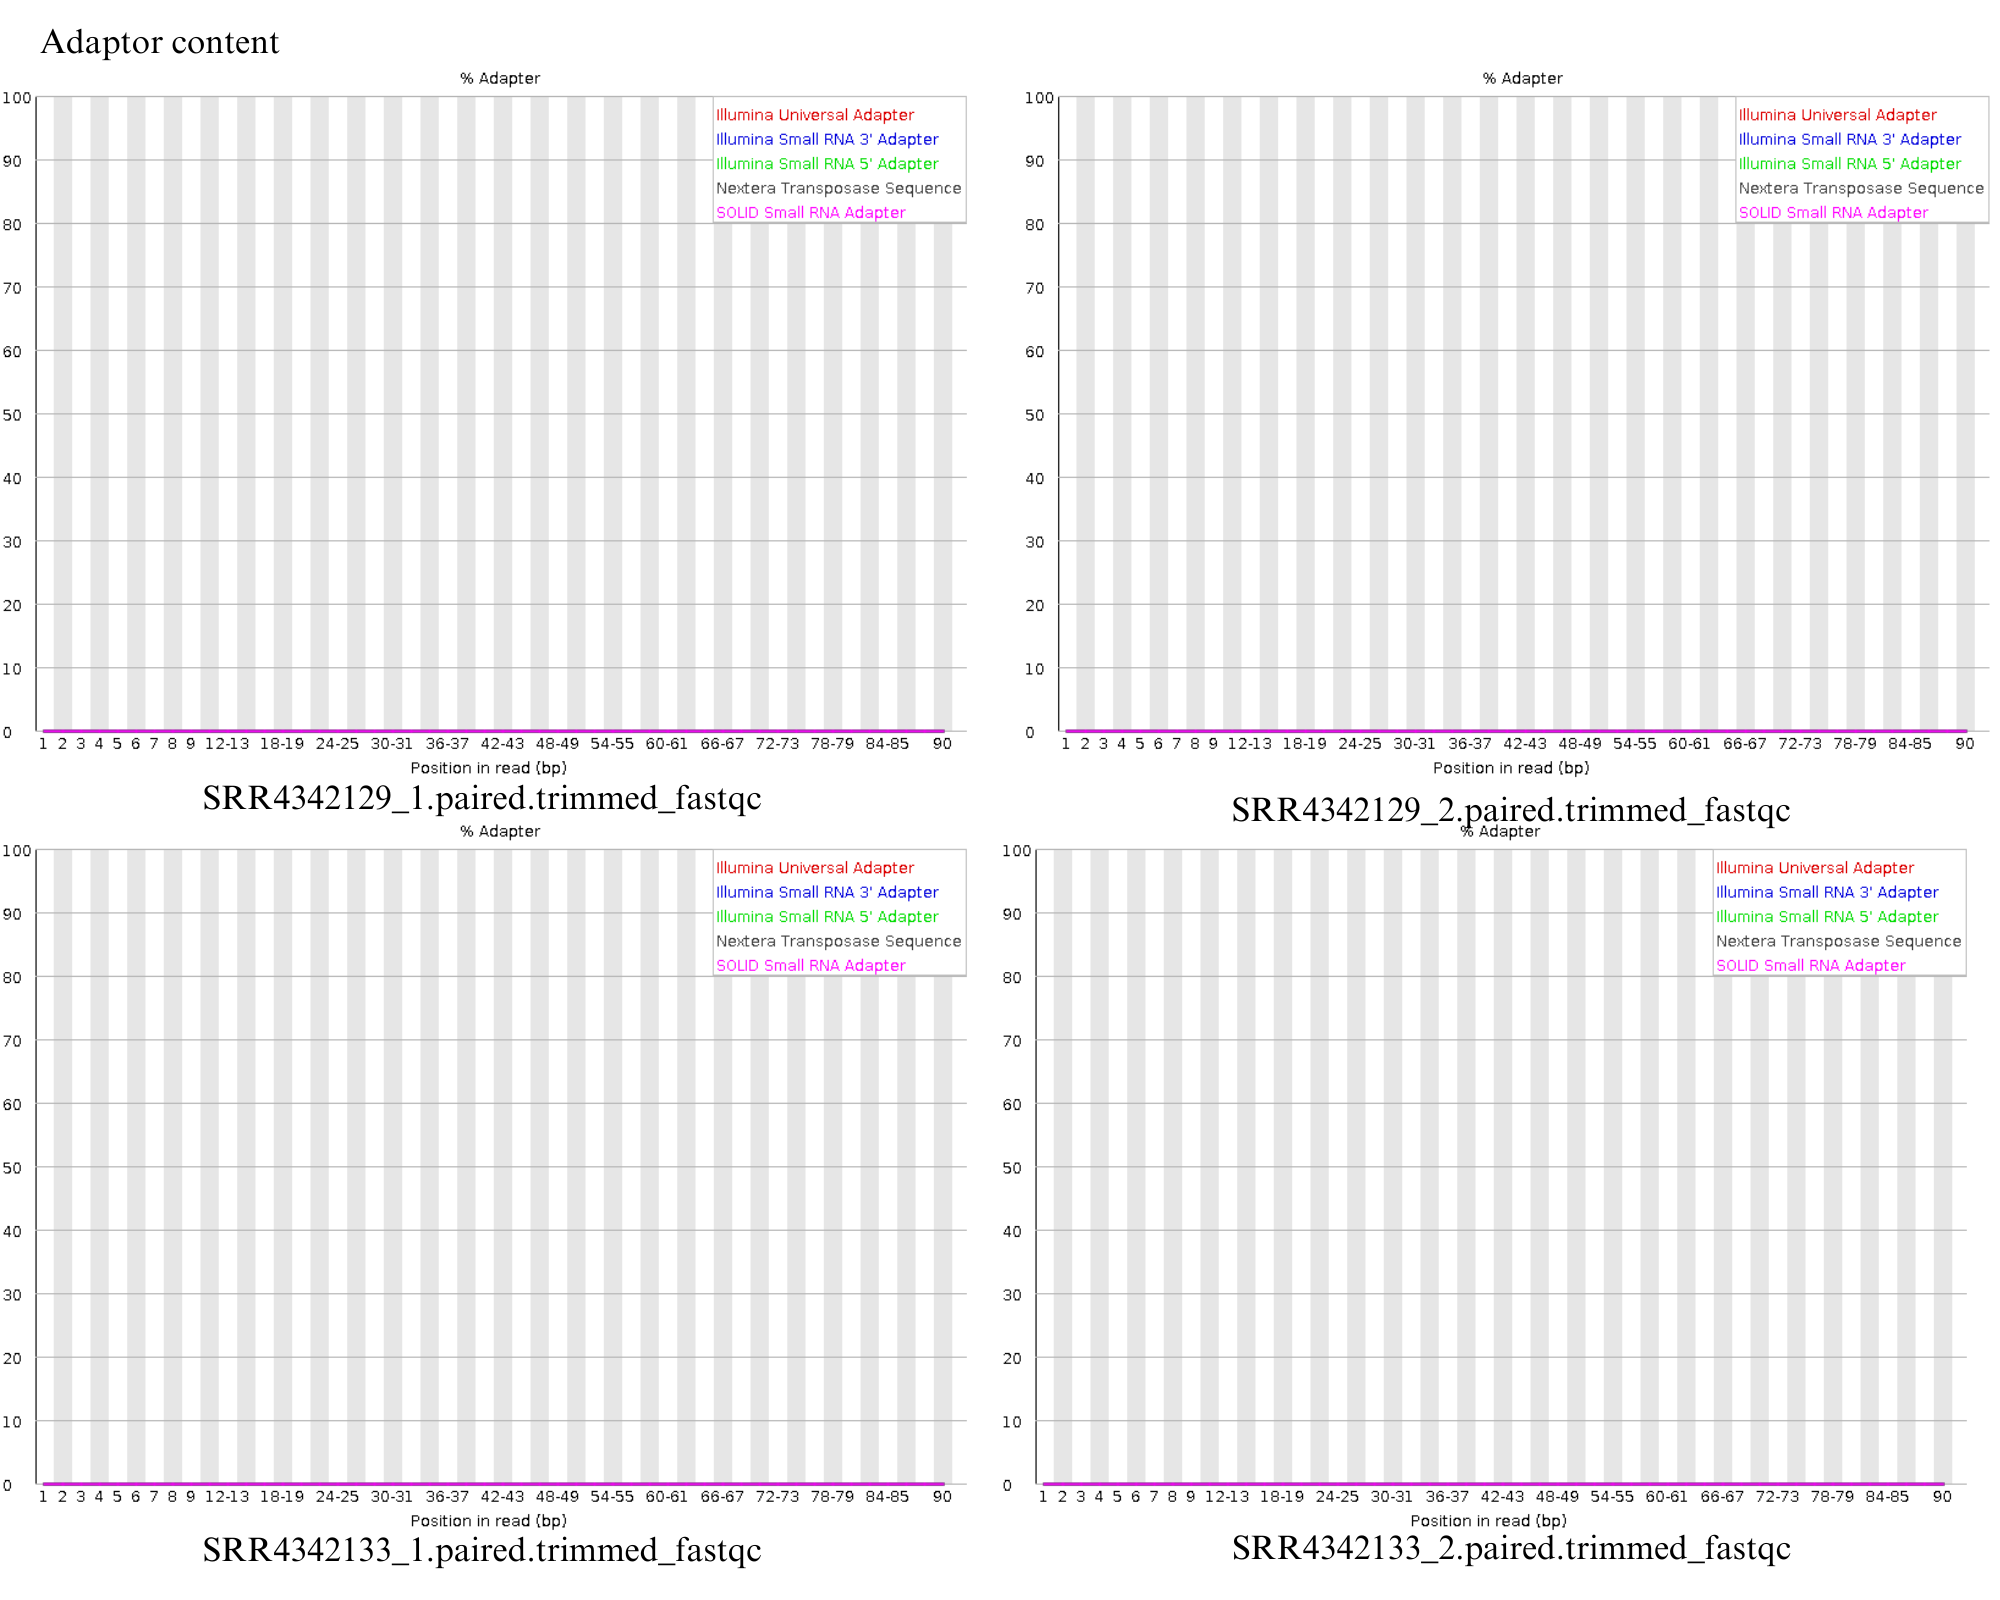 Adaptor content
% Adapter
100
90
80
70
60
50
40
30
20
10
0
Illumina Universal Adapter
Illumina Small RNA 3' Adapter
Illumina Small RNA 5' Adapter
Nextera Transposase Sequence
SOLID Small RNA Adapter
1 2 3 4 5 6 7 8 9 12-13 18-19 24-25 30-31 36-37 42-43 48-49 54-55 60-61 66-67 72-73 78-79 84-85 90
Position in read (bp)
SRR4342129_1.paired.trimmed_fastqc
% Adapter
100
90
80
70
60
50
40
30
20
10
0
Illumina Universal Adapter
Illumina Small RNA 3' Adapter
Illumina Small RNA 5' Adapter
Nextera Transposase Sequence
SOLID Small RNA Adapter
1 2 3 4 5 6 7 8 9 12-13 18-19 24-25 30-31 36-37 42-43 48-49 54-55 60-61 66-67 72-73 78-79 84-85 90
Position in read (bp)
SRR4342129_2.paired.trimmed_fastqc
% Adapter
100
90
80
70
60
50
40
30
20
10
0
Illumina Universal Adapter
Illumina Small RNA 3' Adapter
Illumina Small RNA 5' Adapter
Nextera Transposase Sequence
SOLID Small RNA Adapter
1 2 3 4 5 6 7 8 9 12-13 18-19 24-25 30-31 36-37 42-43 48-49 54-55 60-61 66-67 72-73 78-79 84-85 90
Position in read (bp)
SRR4342133_1.paired.trimmed_fastqc
% Adapter
100
90
80
70
60
50
40
30
20
10
0
Illumina Universal Adapter
Illumina Small RNA 3' Adapter
Illumina Small RNA 5' Adapter
Nextera Transposase Sequence
SOLID Small RNA Adapter
1 2 3 4 5 6 7 8 9 12-13 18-19 24-25 30-31 36-37 42-43 48-49 54-55 60-61 66-67 72-73 78-79 84-85 90
Position in read (bp)
SRR4342133_2.paired.trimmed_fastqc